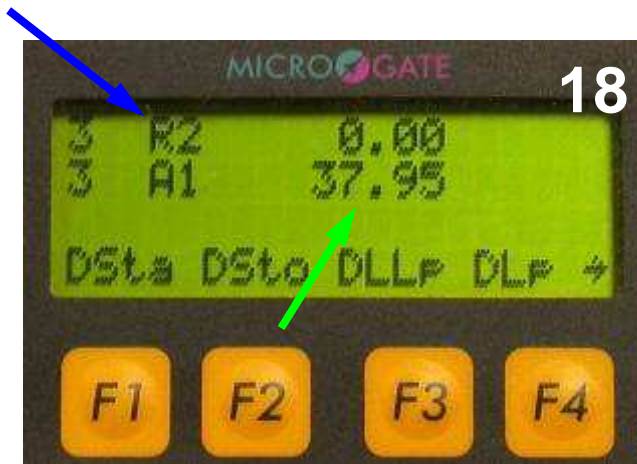 MICROGATE
18
3 R2 0.00
3 A1 37.95
DSta DSto DLLp DLp →
F1 F2 F3 F4